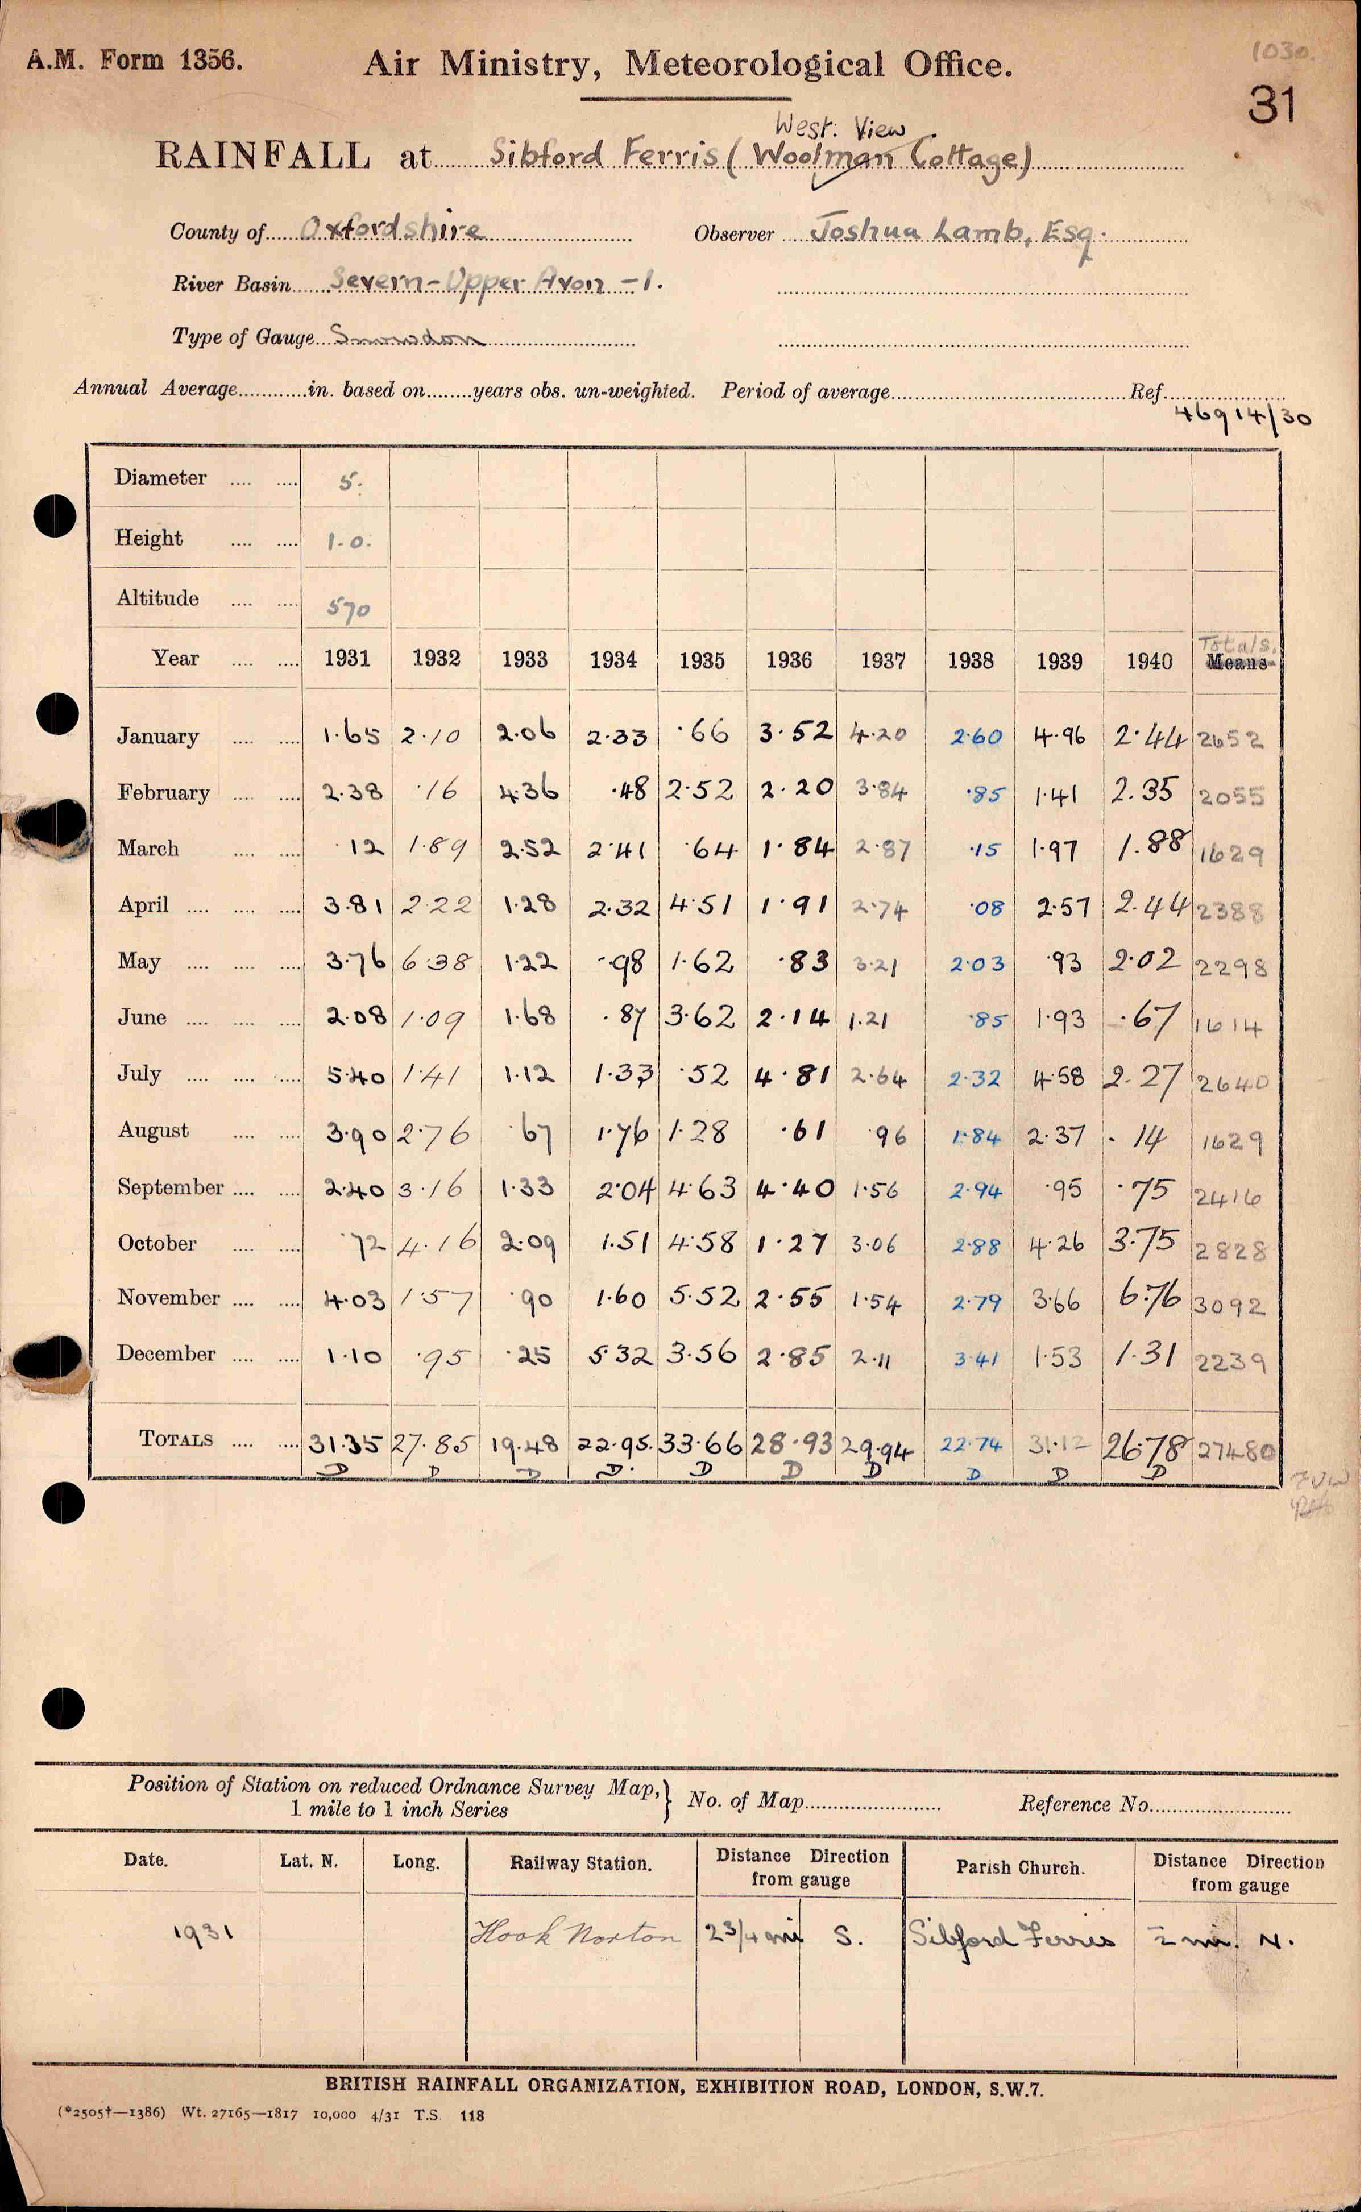 A.M. Form 1356.
Air Ministry, Meteorological Office.
1030.
31
West View.
RAINFALL at Sibford Ferris (Woolman Cottage)
County of Oxfordshire Observer Joshua Lamb, Esq.
River Basin Severn-Upper Avon -1.
Type of Gauge Snowdon
Annual Average in. based on years obs. un-weighted. Period of average Ref.
46914/30
Diameter .... .... 5.
Height .... .... 1.0.
Altitude .... .... 570
Totals.
Year .... .... 1931 1932 1933 1934 1935 1936 1937 1938 1939 1940 Means
January .... .... 1.65 2.10 2.06 2.33 .66 3.52 4.20 2.60 4.96 2.44 2652
February .... .... 2.38 .16 4.36 .48 2.52 2.20 3.84 .85 1.41 2.35 2055
March .... .... .12 1.89 2.52 2.41 .64 1.84 2.87 .15 1.97 1.88 1629
April .... .... .... 3.81 2.22 1.28 2.32 4.51 1.91 2.74 .08 2.57 2.44 2388
May .... .... .... 3.76 6.38 1.22 .98 1.62 .83 3.21 2.03 .93 2.02 2298
June .... .... .... 2.08 1.09 1.68 .87 3.62 2.14 1.21 .85 1.93 .67 1614
July .... .... .... 5.40 1.41 1.12 1.33 .52 4.81 2.64 2.32 4.58 2.27 2640
August .... .... 3.90 2.76 .67 1.76 1.28 .61 .96 1.84 2.37 .14 1629
September .... .... 2.40 3.16 1.33 2.04 4.63 4.40 1.56 2.94 .95 .75 2416
October .... .... .72 4.16 2.09 1.51 4.58 1.27 3.06 2.88 4.26 3.75 2828
November .... .... 4.03 1.57 .90 1.60 5.52 2.55 1.54 2.79 3.66 6.76 3092
December .... .... 1.10 .95 .25 5.32 3.56 2.85 2.11 3.41 1.53 1.31 2239
TOTALS .... .... 31.35 27.85 19.48 22.95. 33.66 28.93 29.94 22.74 31.12 26.78 27480
D D D D. D D D D D D
Position of Station on reduced Ordnance Survey Map,} No. of Map Reference No.
1 mile to 1 inch Series
Date. Lat. N. Long. Railway Station. Distance Direction from gauge Parish Church. Distance Direction from gauge
1931 Hook Norton 2 3/4 mi S. Sibford Ferris mi. N.
BRITISH RAINFALL ORGANIZATION, EXHIBITION ROAD, LONDON, S.W.7.
(*2505†—1386) Wt. 27165—1817 10,000 4/31 T.S. 118